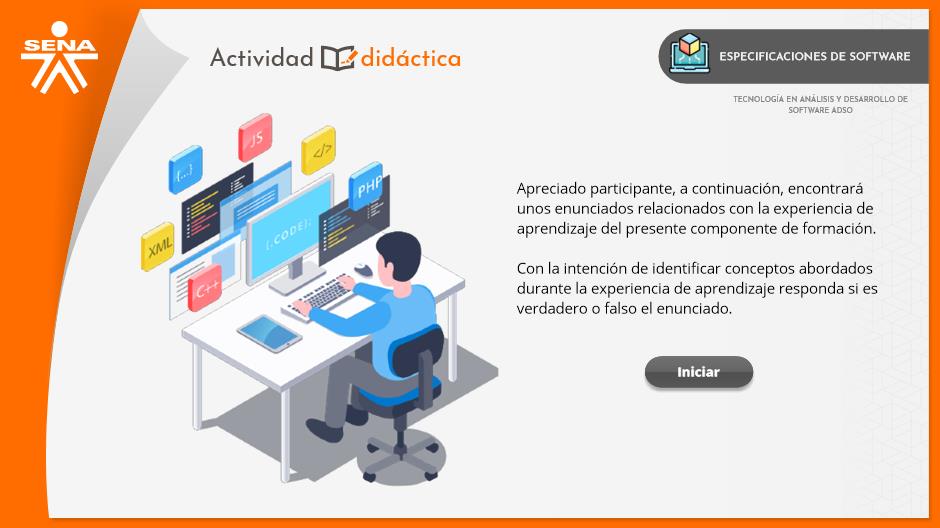 SENA
Actividad didáctica
ESPECIFICACIONES DE SOFTWARE
TECNOLOGÍA EN ANÁLISIS Y DESARROLLO DE
SOFTWARE ADSO
JS
</>
{...}
PHP
XML
{.CODE};
C++
Apreciado participante, a continuación, encontrará
unos enunciados relacionados con la experiencia de
aprendizaje del presente componente de formación.
Con la intención de identificar conceptos abordados
durante la experiencia de aprendizaje responda si es
verdadero o falso el enunciado.
Iniciar